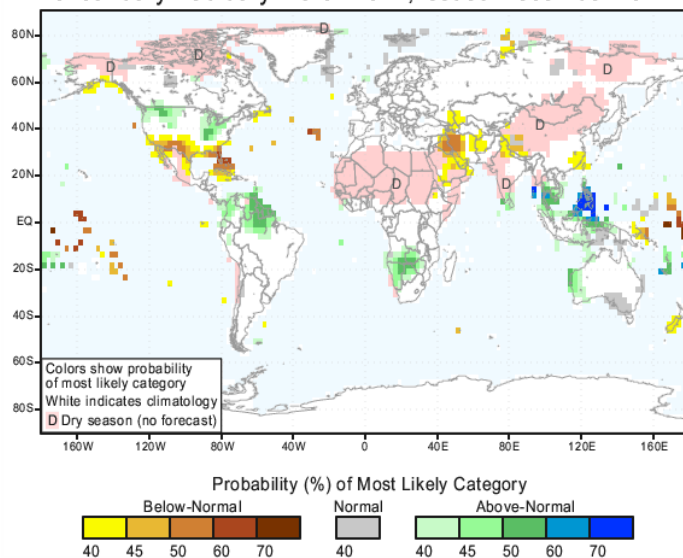 80N
60N
40N
20N
EQ
20S
40S
60S
80S
D
D
D
D
D
D
D
Colors show probability
of most likely category
White indicates climatology
D Dry season (no forecast)
160W 120W 80W 40W 0 40E 80E 120E 160E
Probability (%) of Most Likely Category
Below-Normal Normal Above-Normal
40 45 50 60 70 40 40 45 50 60 70